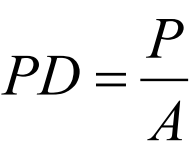 PD = P/A